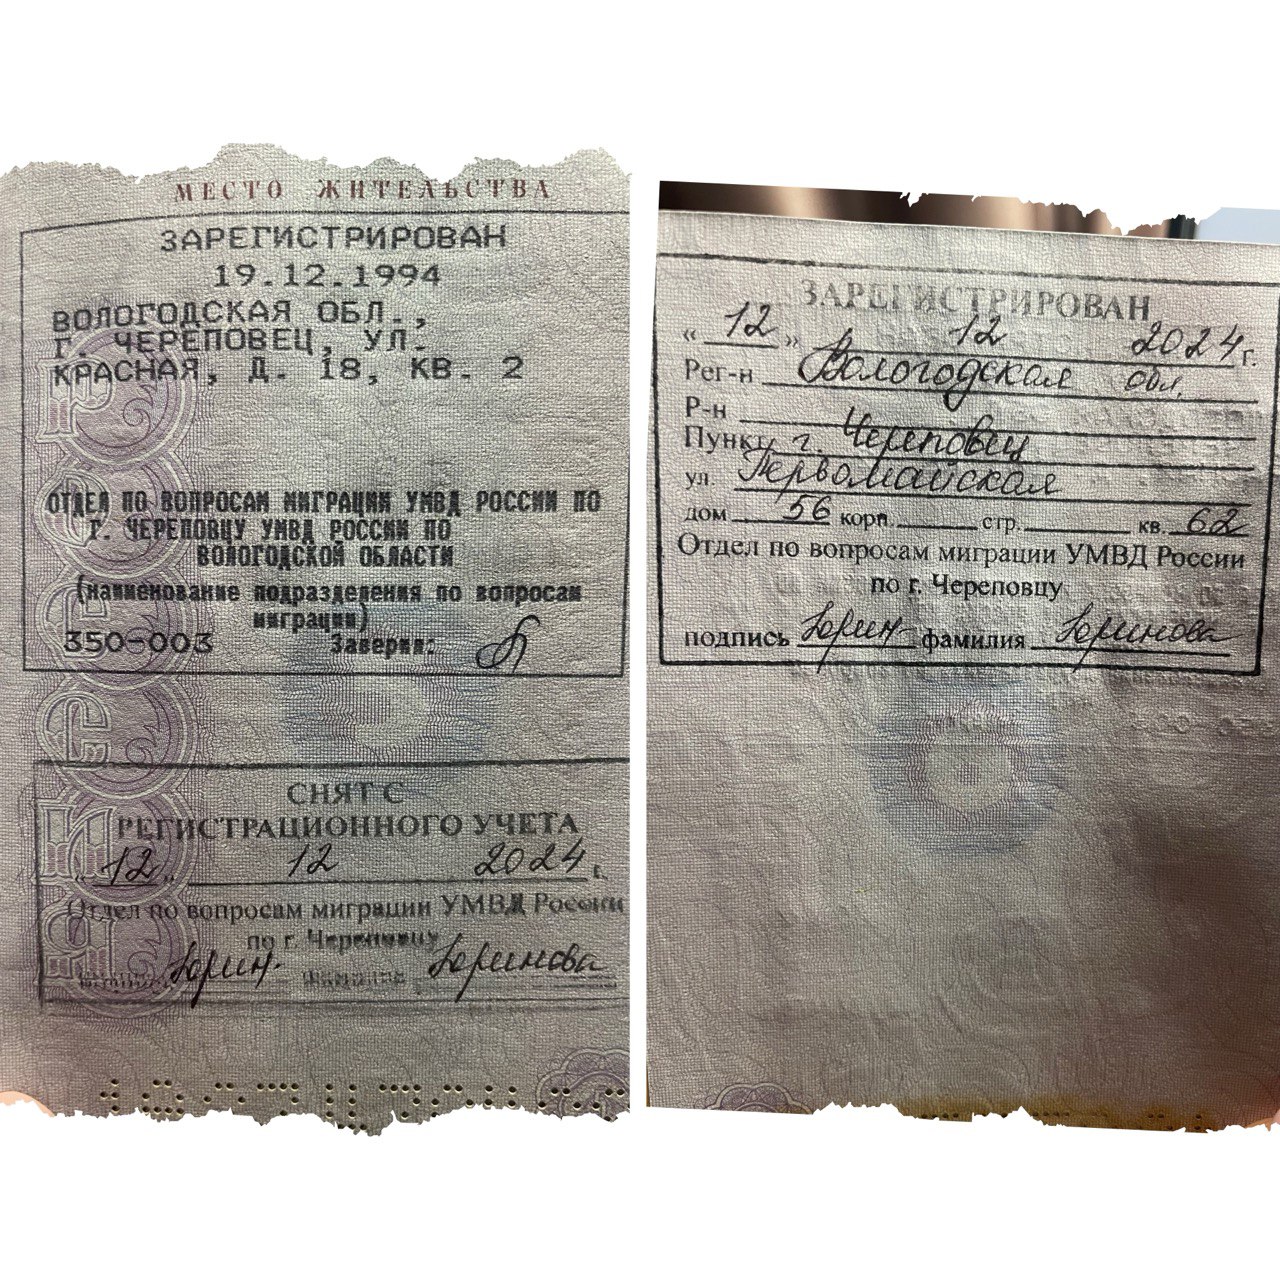 МЕСТО ЖИТЕЛЬСТВА
ЗАРЕГИСТРИРОВАН
19.12.1994
ВОЛОГОДСКАЯ ОБЛ.,
Г. ЧЕРЕПОВЕЦ, УЛ.
КРАСНАЯ, Д. 18, КВ. 2
ОТДЕЛ ПО ВОПРОСАМ МИГРАЦИИ УМВД РОССИИ ПО
Г. ЧЕРЕПОВЦУ УМВД РОССИИ ПО
ВОЛОГОДСКОЙ ОБЛАСТИ
(наименование подразделения по вопросам
миграции)
350-003 Заверил:
СНЯТ С
РЕГИСТРАЦИОННОГО УЧЕТА
"12" 12 2024 г.
Отдел по вопросам миграции УМВД России
по г. Череповцу
Юрин- Юринова
ЗАРЕГИСТРИРОВАН
"12" 12 2024 г.
Рег-н Вологодская обл.
Р-н
Пункт г. Череповец
ул. Первомайская
дом 56 корп. стр. кв. 62
Отдел по вопросам миграции УМВД России
по г. Череповцу
подпись Юрин- фамилия Юринова